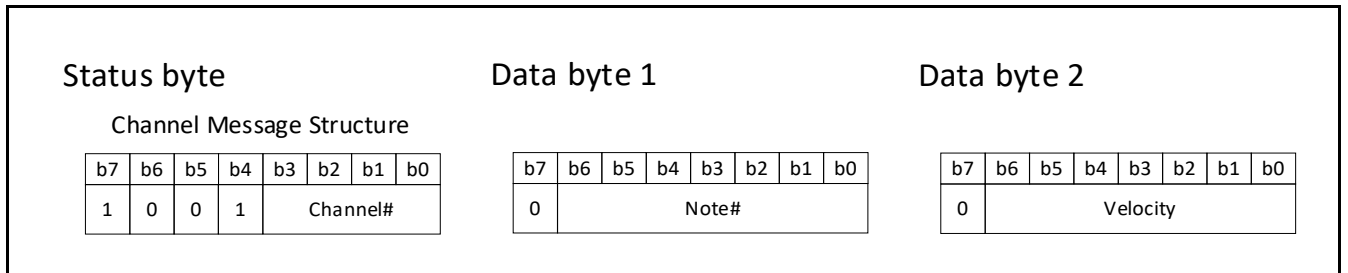 Status byte
Data byte 1
Data byte 2
Channel Message Structure
b7 b6 b5 b4 b3 b2 b1 b0
1 0 0 1 Channel#
b7 b6 b5 b4 b3 b2 b1 b0
0 Note#
b7 b6 b5 b4 b3 b2 b1 b0
0 Velocity